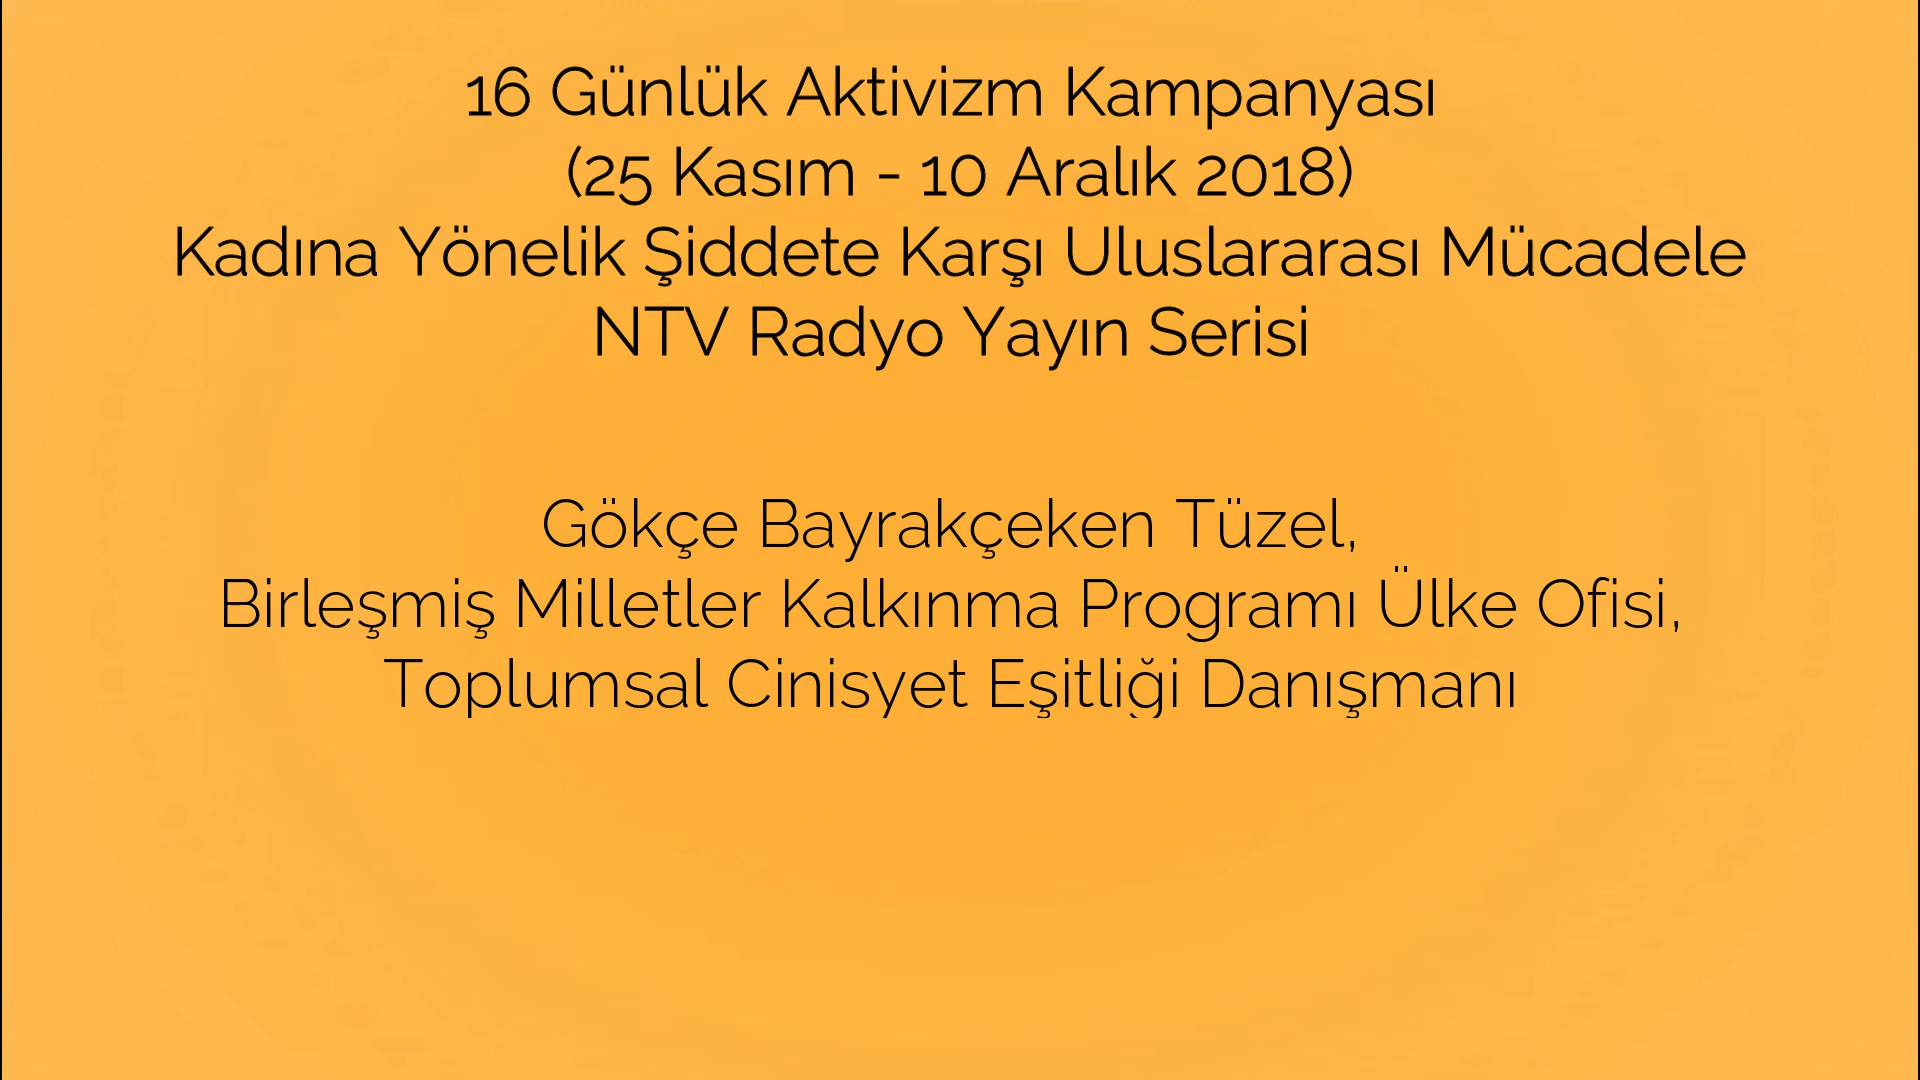 16 Günlük Aktivizm Kampanyası
(25 Kasım - 10 Aralık 2018)
Kadına Yönelik Şiddete Karşı Uluslararası Mücadele
NTV Radyo Yayın Serisi
Gökçe Bayrakçeken Tüzel,
Birleşmiş Milletler Kalkınma Programı Ülke Ofisi,
Toplumsal Cinisyet Eşitliği Danışmanı